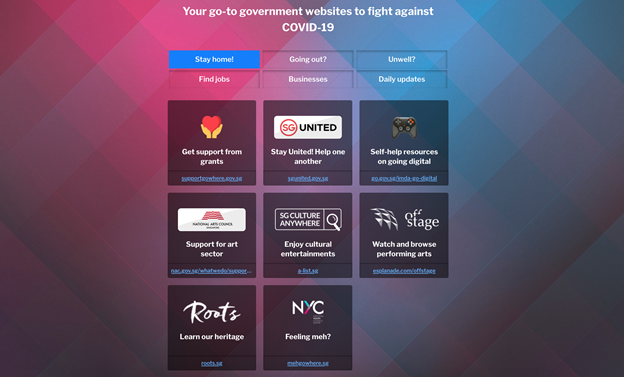 Your go-to government websites to fight against
COVID-19
Stay home!
Going out?
Unwell?
Find jobs
Businesses
Daily updates
Get support from
grants
supportgowhere.gov.sg
SG UNITED
Stay United! Help one
another
sgunited.gov.sg
Self-help resources
on going digital
go.gov.sg/imda-go-digital
NATIONAL ARTS COUNCIL
SINGAPORE
Support for art
sector
nac.gov.sg/whatwedo/suppor...
SG CULTURE
ANYWHERE
Enjoy cultural
entertainments
a-list.sg
off
stage
Watch and browse
performing arts
esplanade.com/offstage
Roots
Learn our heritage
roots.sg
NYC
Feeling meh?
mehgowhere.sg